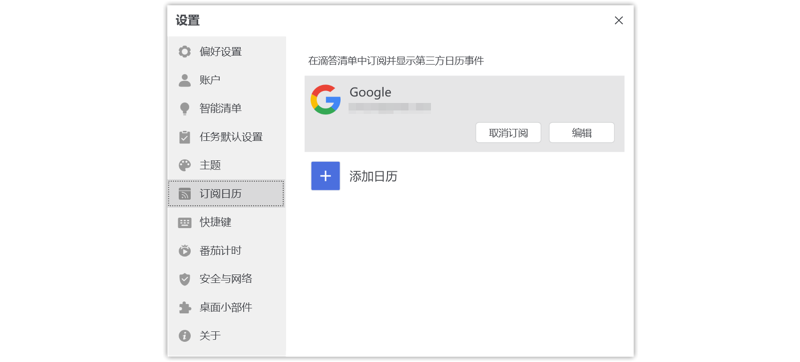 设置
偏好设置
账户
智能清单
任务默认设置
主题
订阅日历
快捷键
番茄计时
安全与网络
桌面小部件
关于
在滴答清单中订阅并显示第三方日历事件
Google
取消订阅
编辑
添加日历